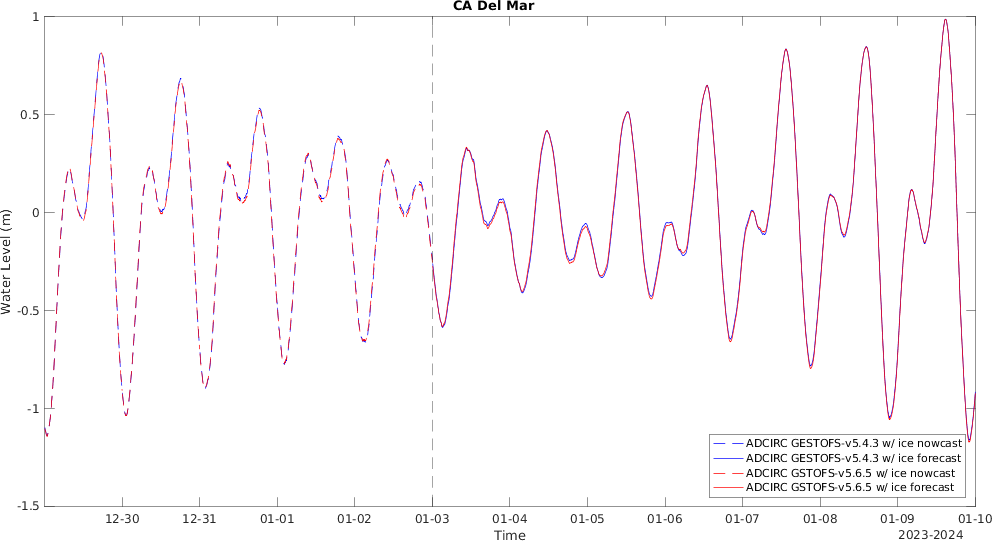 CA Del Mar
1
0.5
0
-0.5
-1
-1.5
Water Level (m)
ADCIRC GESTOFS-v5.4.3 w/ ice nowcast
ADCIRC GESTOFS-v5.4.3 w/ ice forecast
ADCIRC GSTOFS-v5.6.5 w/ ice nowcast
ADCIRC GSTOFS-v5.6.5 w/ ice forecast
12-30 12-31 01-01 01-02 01-03 01-04 01-05 01-06 01-07 01-08 01-09 01-10
Time
2023-2024